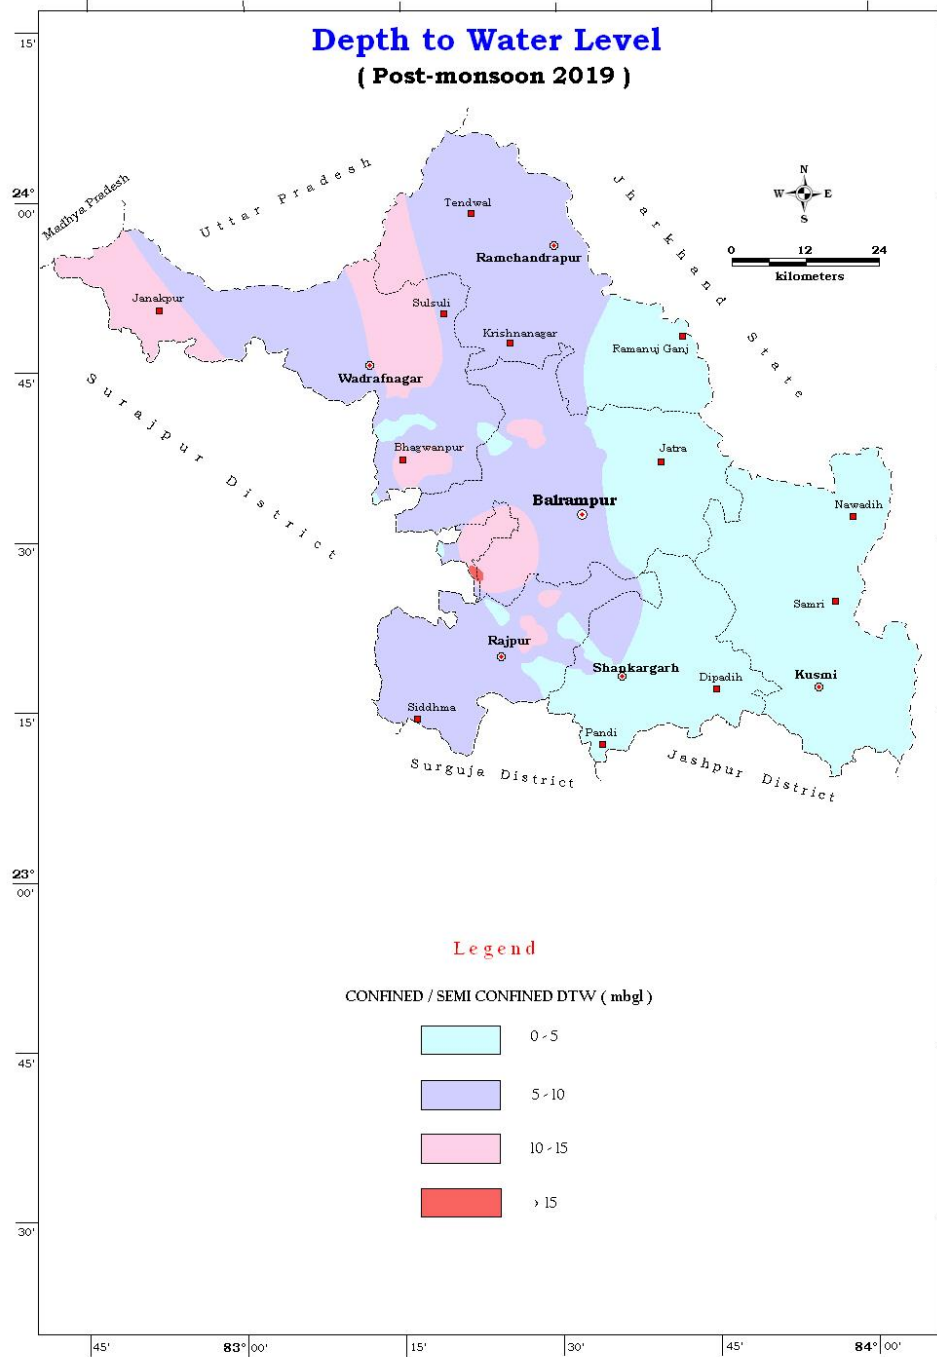 Depth to Water Level
( Post-monsoon 2019 )
15'
24°
00'
45'
30'
15'
23°
00'
45'
30'
Madhya Pradesh
Uttar Pradesh
Jharkhand State
N
W E
S
0 12 24
kilometers
Tendwal
Ramchandrapur
Janakpur
Sulsuli
Krishnanagar
Ramanuj Ganj
Wadrafnagar
Surajpur District
Bhagwanpur
Jatra
Balrampur
Nawadih
Samri
Rajpur
Shankargarh
Dipadih
Kusmi
Siddhma
Pandi
Surguja District
Jashpur District
Legend
CONFINED / SEMI CONFINED DTW ( mbgl )
0 - 5
5 - 10
10 - 15
> 15
45' 83° 00' 15' 30' 45' 84° 00'